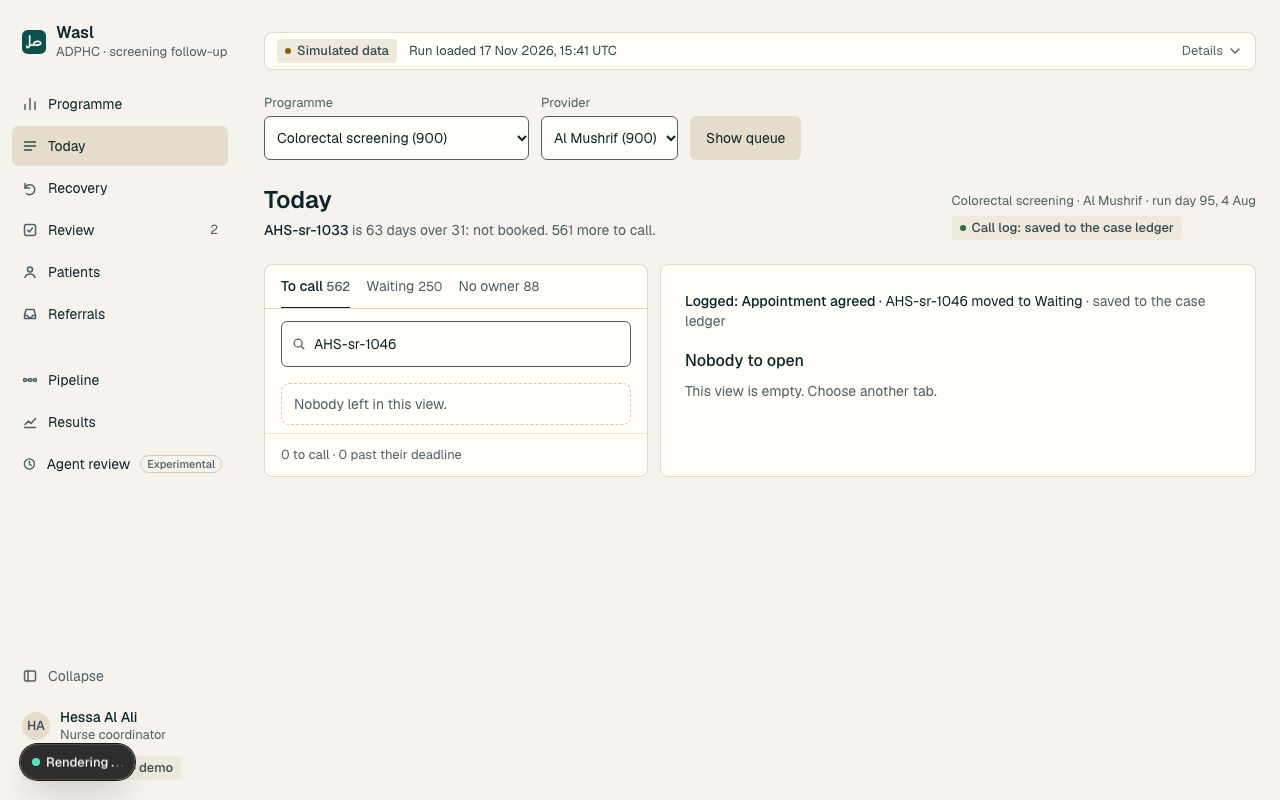 صل
Wasl
ADPHC · screening follow-up
Programme
Today
Recovery
Review 2
Patients
Referrals
Pipeline
Results
Agent review Experimental
Collapse
HA
Hessa Al Ali
Nurse coordinator
Rendering ...
demo
Simulated data Run loaded 17 Nov 2026, 15:41 UTC Details
Programme Provider
Colorectal screening (900) Al Mushrif (900) Show queue
Today
AHS-sr-1033 is 63 days over 31: not booked. 561 more to call.
Colorectal screening · Al Mushrif · run day 95, 4 Aug
Call log: saved to the case ledger
To call 562 Waiting 250 No owner 88
AHS-sr-1046
Nobody left in this view.
0 to call · 0 past their deadline
Logged: Appointment agreed · AHS-sr-1046 moved to Waiting · saved to the case
ledger
Nobody to open
This view is empty. Choose another tab.